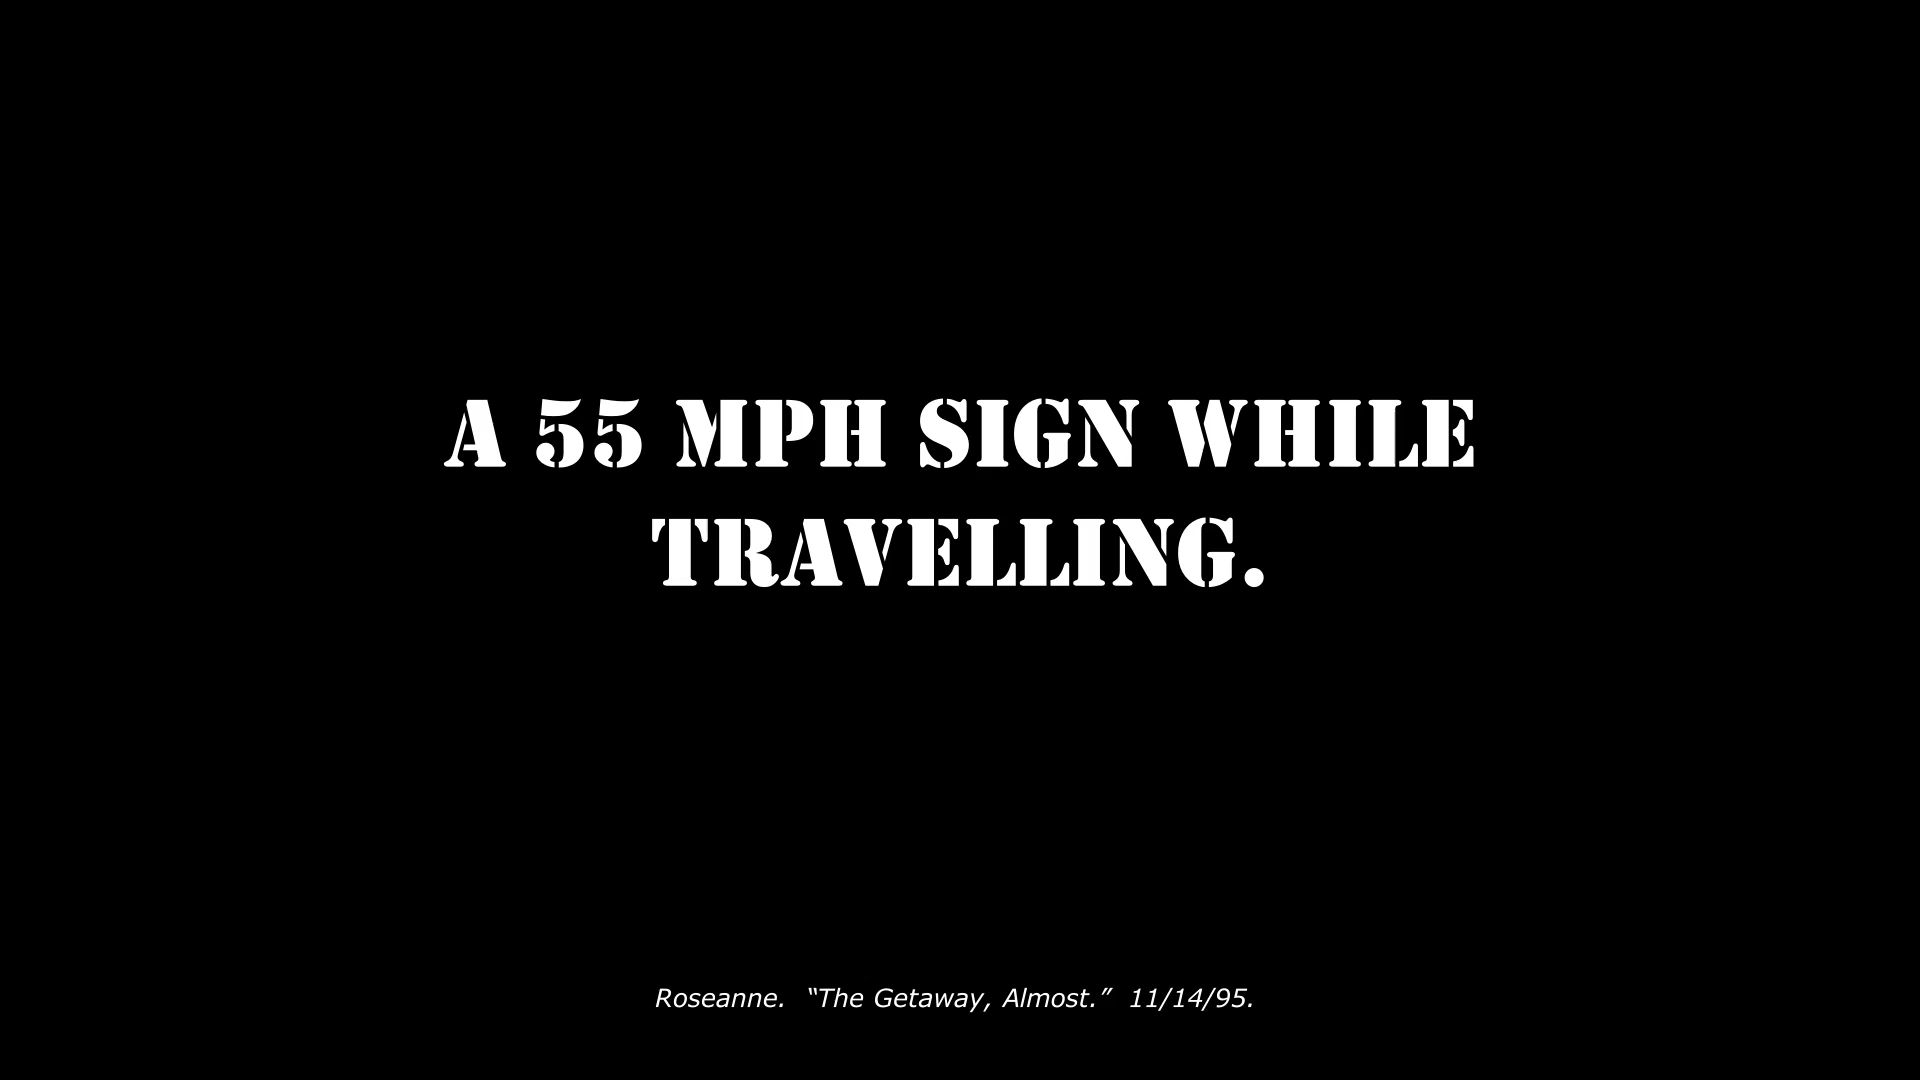 A 55 MPH SIGN WHILE
TRAVELLING.
Roseanne.  “The Getaway, Almost.”  11/14/95.